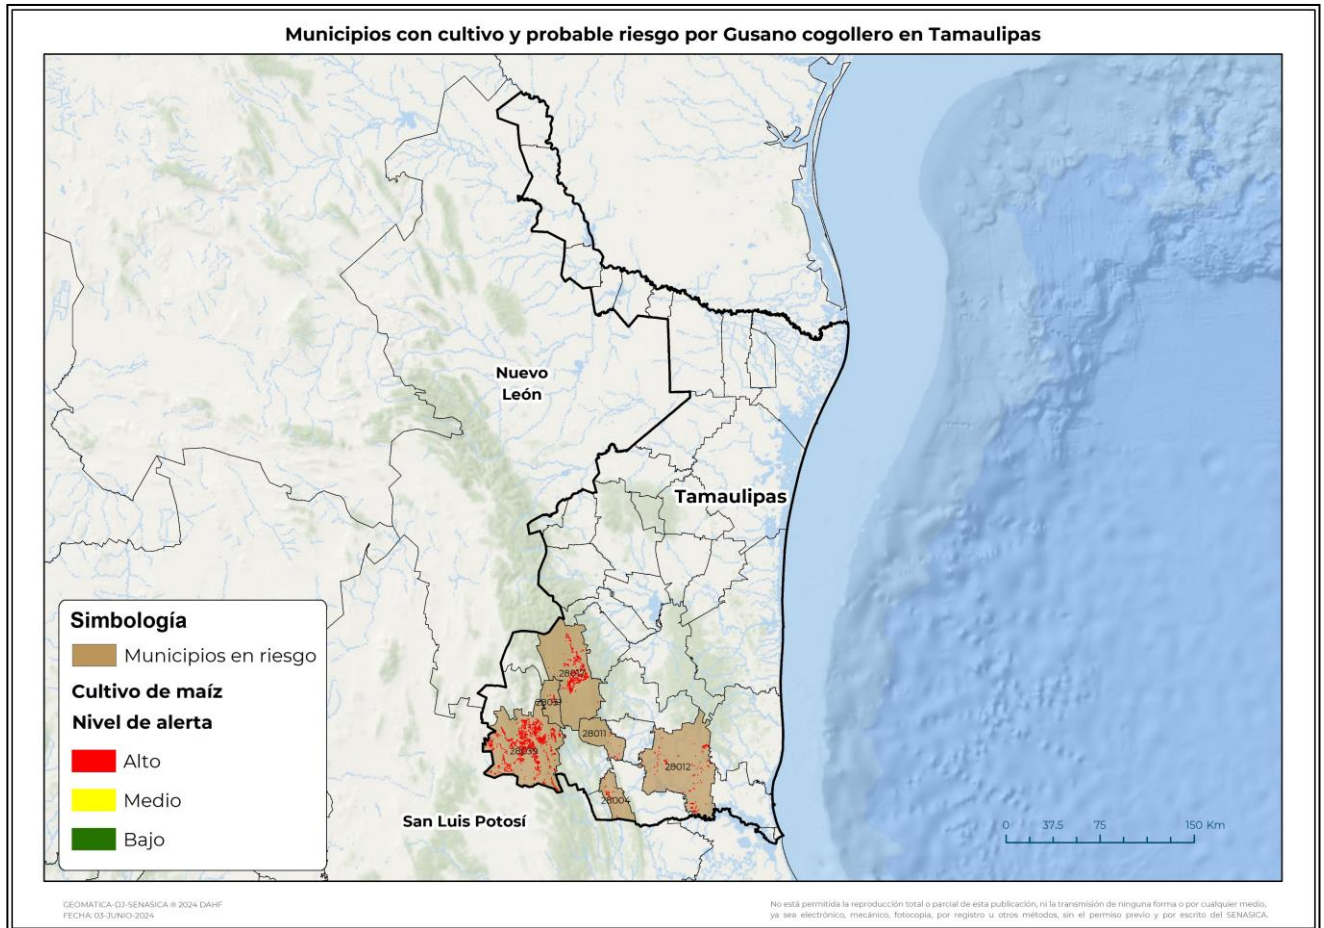 Municipios con cultivo y probable riesgo por Gusano cogollero en Tamaulipas
Nuevo
León
Tamaulipas
Simbología
Municipios en riesgo
Cultivo de maíz
Nivel de alerta
Alto
Medio
Bajo
28011
28039
28012
28004
San Luis Potosí
0 37.5 75 150 Km
GEOMATICA-DJ-SENASICA ® 2024 DAHF
FECHA: 03-JUNIO-2024
No está permitida la reproducción total o parcial de esta publicación, ni la transmisión de ninguna forma o por cualquier medio,
ya sea electrónico, mecánico, fotocopia, por registro u otros métodos, sin el permiso previo y por escrito del SENASICA.